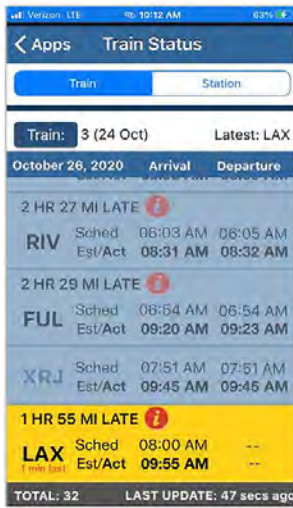 Verizon LTE 10:12 AM 63%
Apps Train Status
Train Station
Train: 3 (24 Oct) Latest: LAX
October 26, 2020 Arrival Departure
2 HR 27 MI LATE i
RIV Sched 06:03 AM 06:05 AM
Est/Act 08:31 AM 08:32 AM
2 HR 29 MI LATE i
FUL Sched 06:54 AM 06:54 AM
Est/Act 09:20 AM 09:23 AM
XRJ Sched 07:51 AM 07:51 AM
Est/Act 09:45 AM 09:45 AM
1 HR 55 MI LATE i
LAX Sched 08:00 AM --
1 min lost Est/Act 09:55 AM --
TOTAL: 32 LAST UPDATE: 47 secs ago